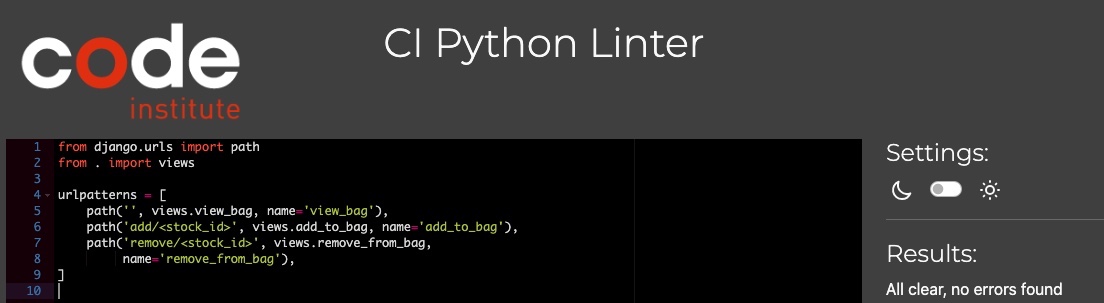 code
institute
CI Python Linter
1 from django.urls import path
2 from . import views
3
4 urlpatterns = [
5     path('', views.view_bag, name='view_bag'),
6     path('add/<stock_id>', views.add_to_bag, name='add_to_bag'),
7     path('remove/<stock_id>', views.remove_from_bag,
8          name='remove_from_bag'),
9 ]
10
Settings:
Results:
All clear, no errors found